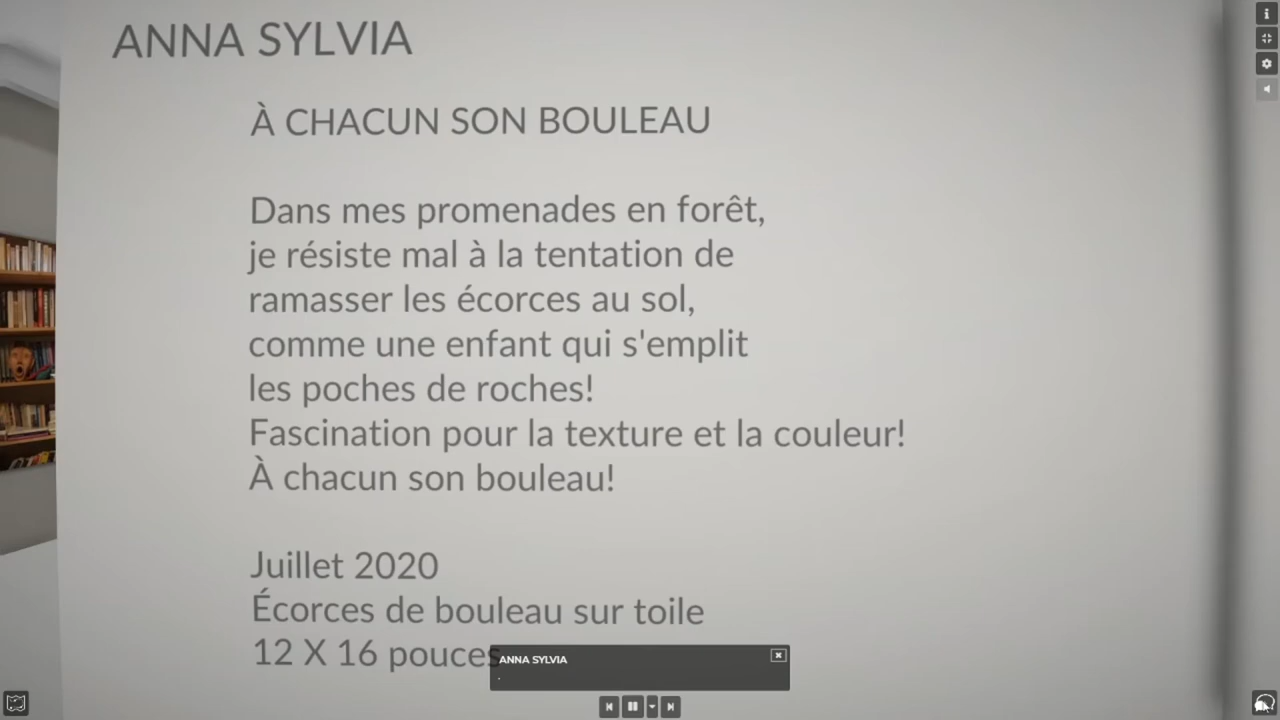 ANNA SYLVIA
À CHACUN SON BOULEAU
Dans mes promenades en forêt,
je résiste mal à la tentation de
ramasser les écorces au sol,
comme une enfant qui s'emplit
les poches de roches!
Fascination pour la texture et la couleur!
À chacun son bouleau!
Juillet 2020
Écorces de bouleau sur toile
12 X 16 pouces
ANNA SYLVIA
.